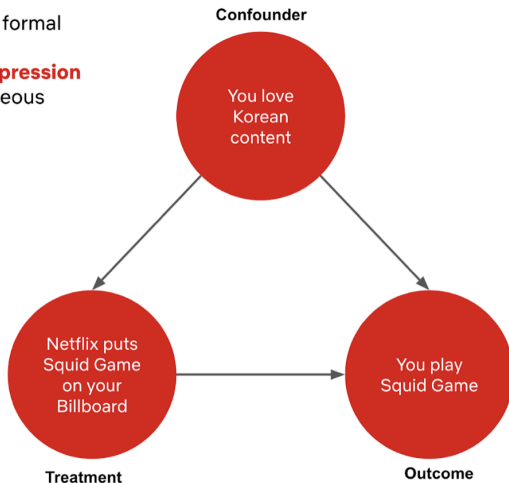 Confounder
formal
pression
eous
You love
Korean
content
Netflix puts
Squid Game
on your
Billboard
You play
Squid Game
Treatment
Outcome